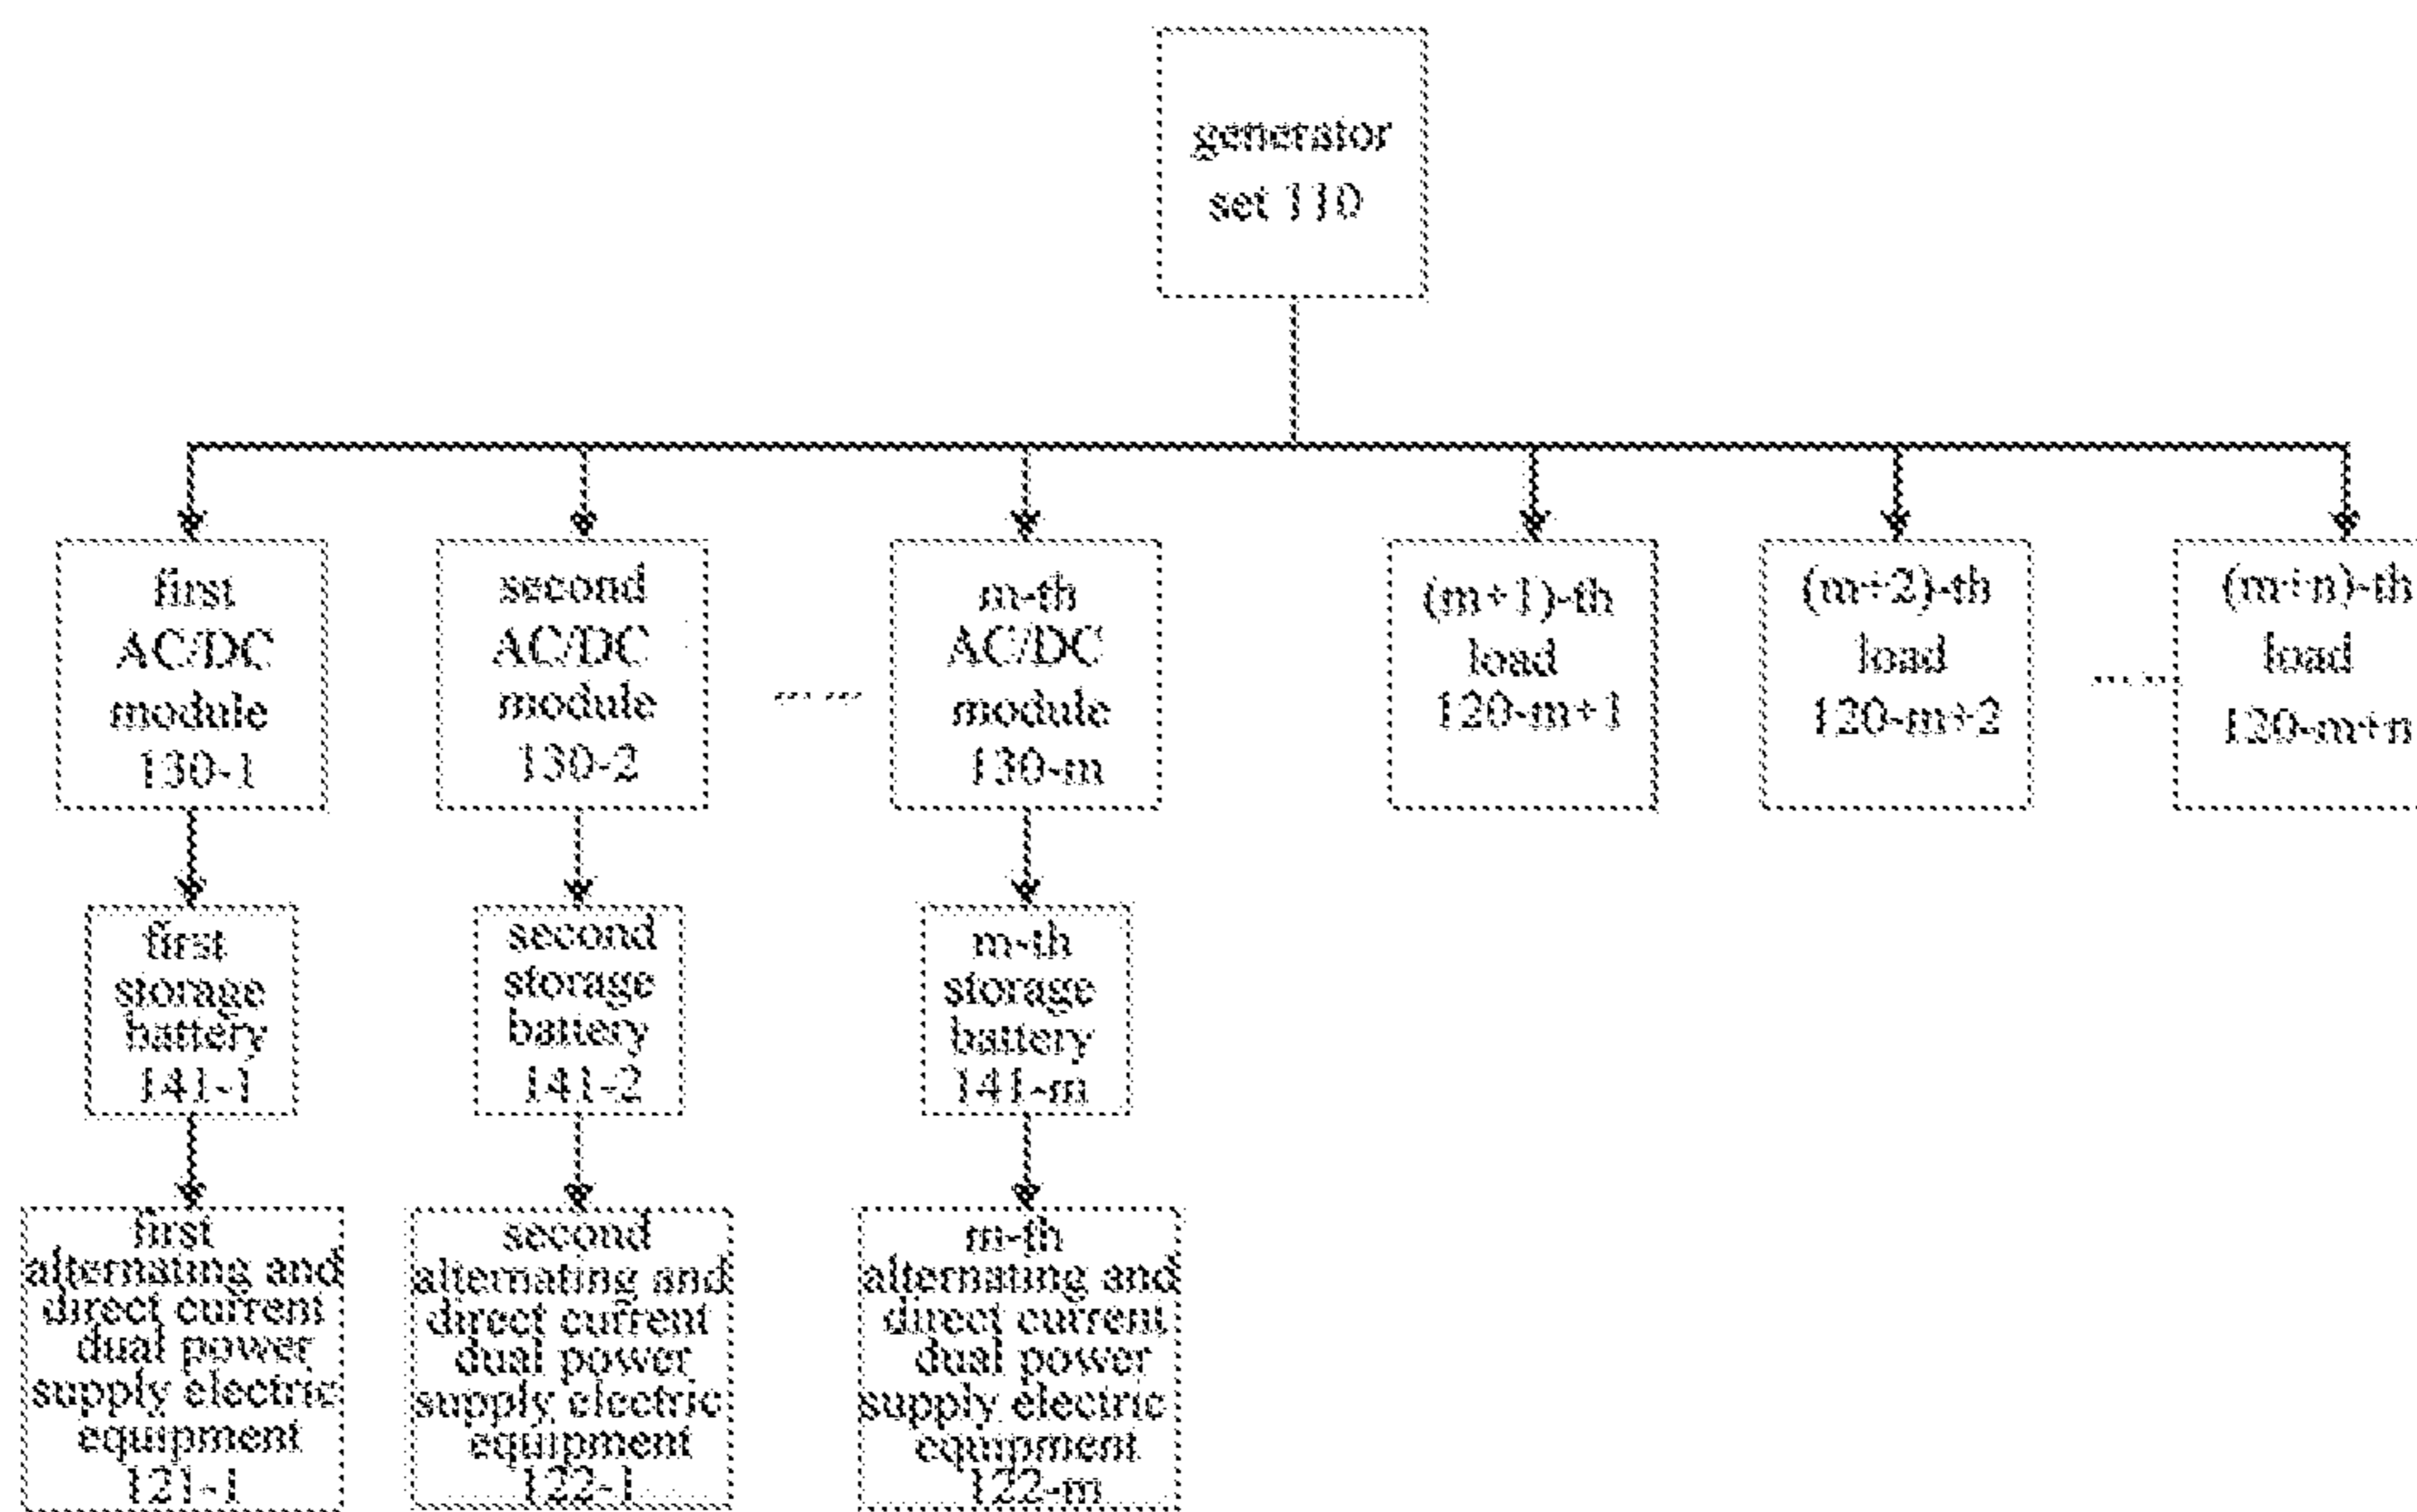 generator
set 110
first
AC/DC
module
130-1
second
AC/DC
module
130-2
m-th
AC/DC
module
130-m
(m+1)-th
load
120-m+1
(m+2)-th
load
120-m+2
(m+n)-th
load
120-m+n
first
storage
battery
141-1
second
storage
battery
141-2
m-th
storage
battery
141-m
first
alternating and
direct current
dual power
supply electric
equipment
121-1
second
alternating and
direct current
dual power
supply electric
equipment
122-1
m-th
alternating and
direct current
dual power
supply electric
equipment
122-m